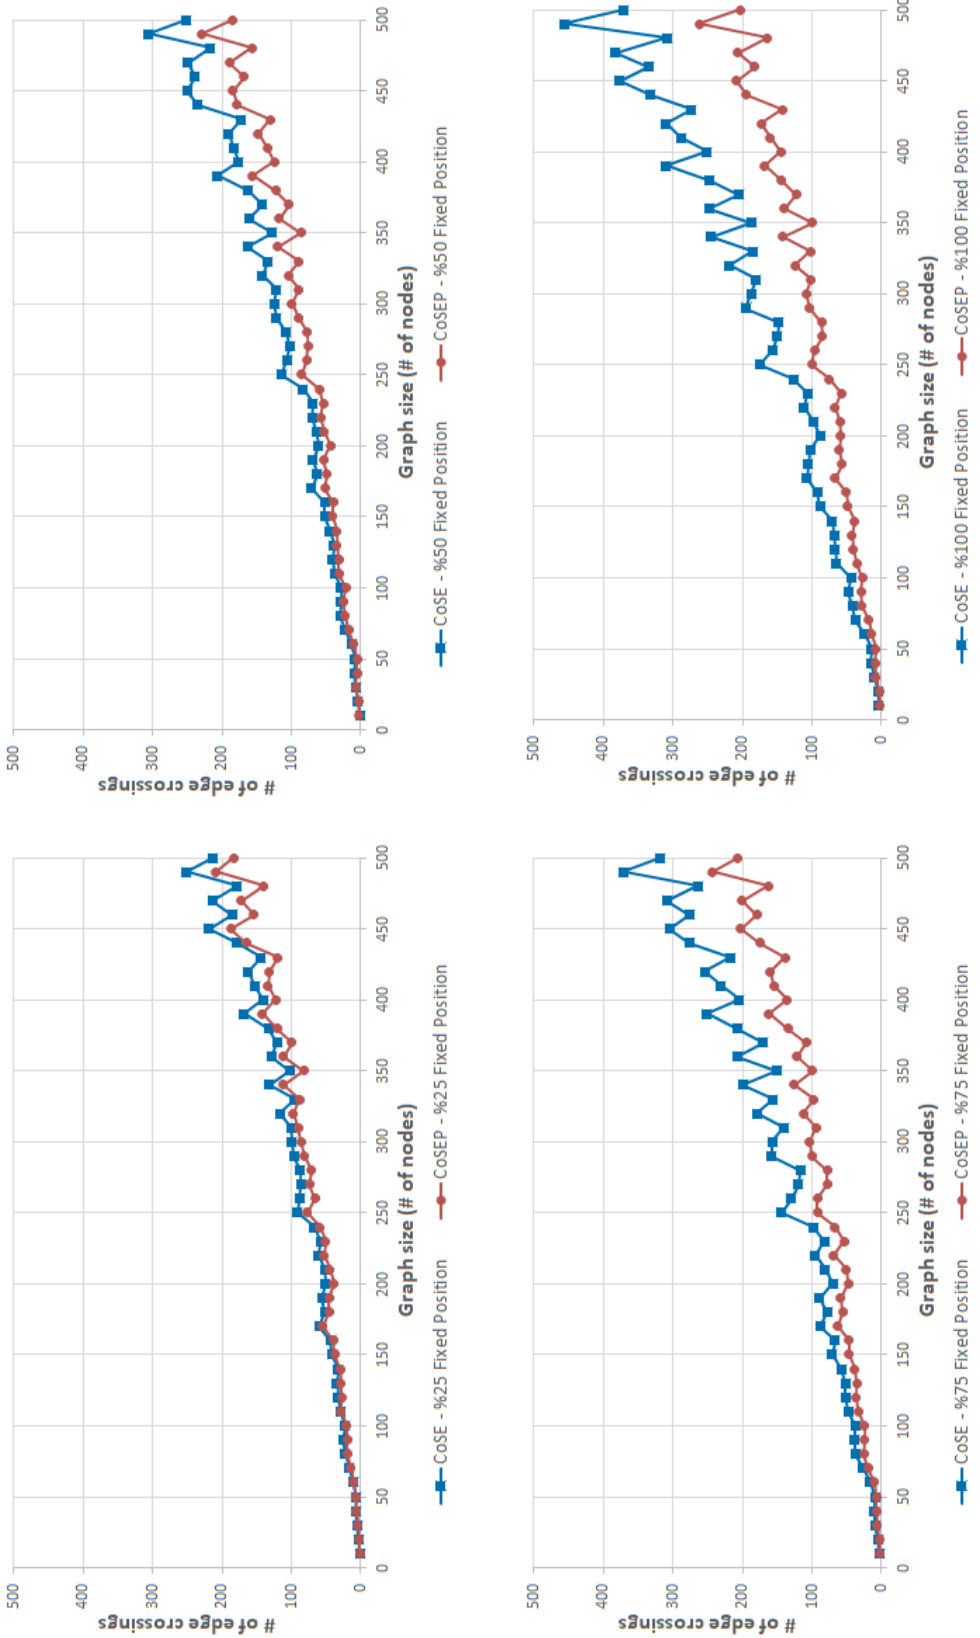 # of edge crossings
500
400
300
200
100
0
0 50 100 150 200 250 300 350 400 450 500
Graph size (# of nodes)
CoSE - %25 Fixed Position CoSEP - %25 Fixed Position
# of edge crossings
500
400
300
200
100
0
0 50 100 150 200 250 300 350 400 450 500
Graph size (# of nodes)
CoSE - %50 Fixed Position CoSEP - %50 Fixed Position
# of edge crossings
500
400
300
200
100
0
0 50 100 150 200 250 300 350 400 450 500
Graph size (# of nodes)
CoSE - %75 Fixed Position CoSEP - %75 Fixed Position
# of edge crossings
500
400
300
200
100
0
0 50 100 150 200 250 300 350 400 450 500
Graph size (# of nodes)
CoSE - %100 Fixed Position CoSEP - %100 Fixed Position